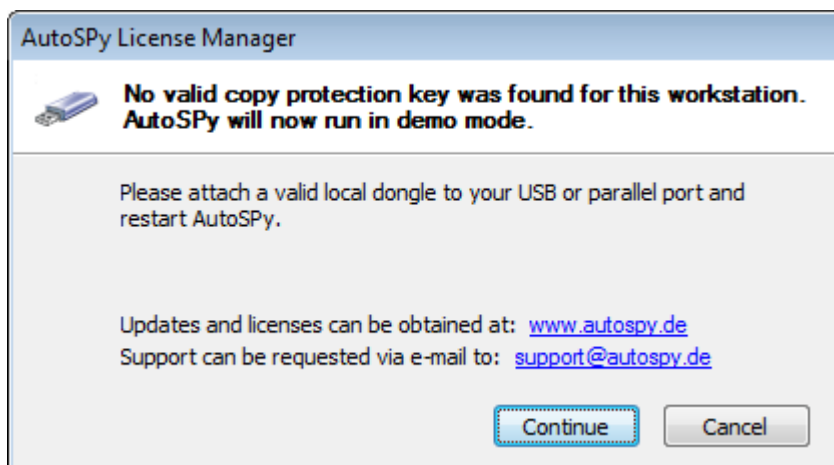 AutoSPy License Manager
No valid copy protection key was found for this workstation.
AutoSPy will now run in demo mode.
Please attach a valid local dongle to your USB or parallel port and
restart AutoSPy.
Updates and licenses can be obtained at: www.autospy.de
Support can be requested via e-mail to: support@autospy.de
Continue Cancel